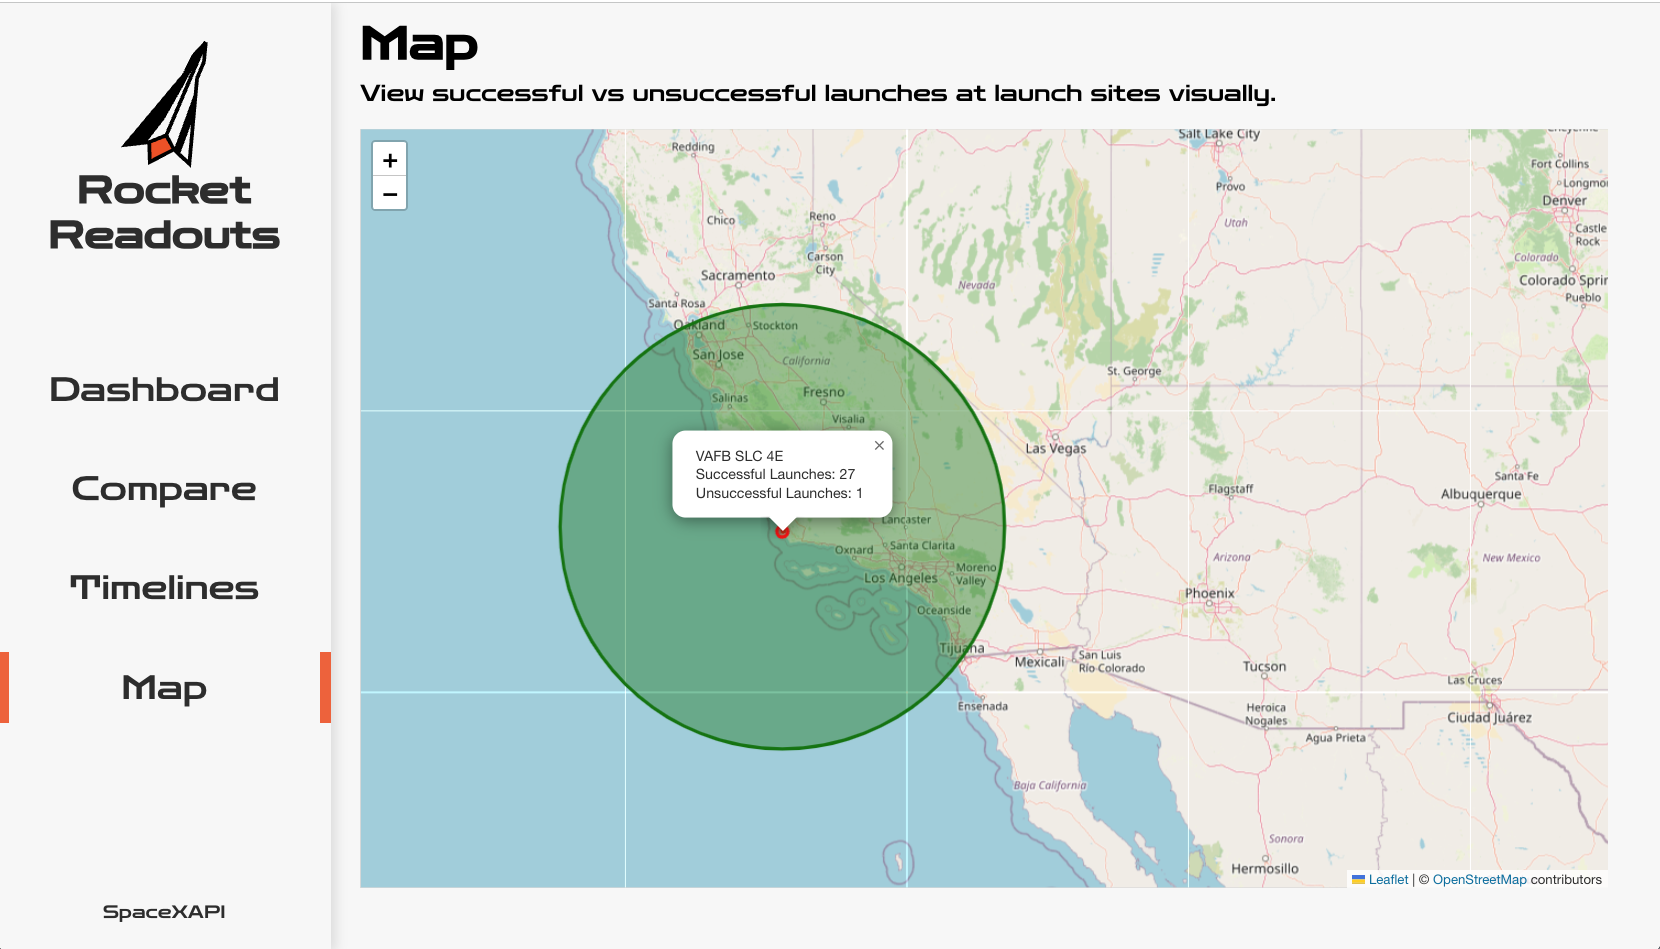 Rocket
Readouts
Dashboard
Compare
Timelines
Map
SpaceXAPI
Map
View successful vs unsuccessful launches at launch sites visually.
+
−
Redding
Chico
Reno
Carson
City
Sacramento
Santa Rosa
Oakland
Stockton
San Jose
California
Salinas
Fresno
Visalia
Nevada
Salt Lake City
Provo
Utah
St. George
Las Vegas
Cheyenne
Fort Collins
Longmo
Denver
Castle
Rock
Colorado
Colorado Sprin
Pueblo
VAFB SLC 4E
Successful Launches: 27
Unsuccessful Launches: 1
×
Lancaster
Oxnard
Santa Clarita
Los Angeles
Moreno
Valley
Oceanside
Tijuana
Mexicali
San Luis
Río Colorado
Ensenada
Baja California
Flagstaff
Arizona
Phoenix
Tucson
Heroica
Nogales
Agua Prieta
Sonora
Hermosillo
Santa Fe
Albuquerque
New Mexico
Las Cruces
Ciudad Juárez
Leaflet | © OpenStreetMap contributors